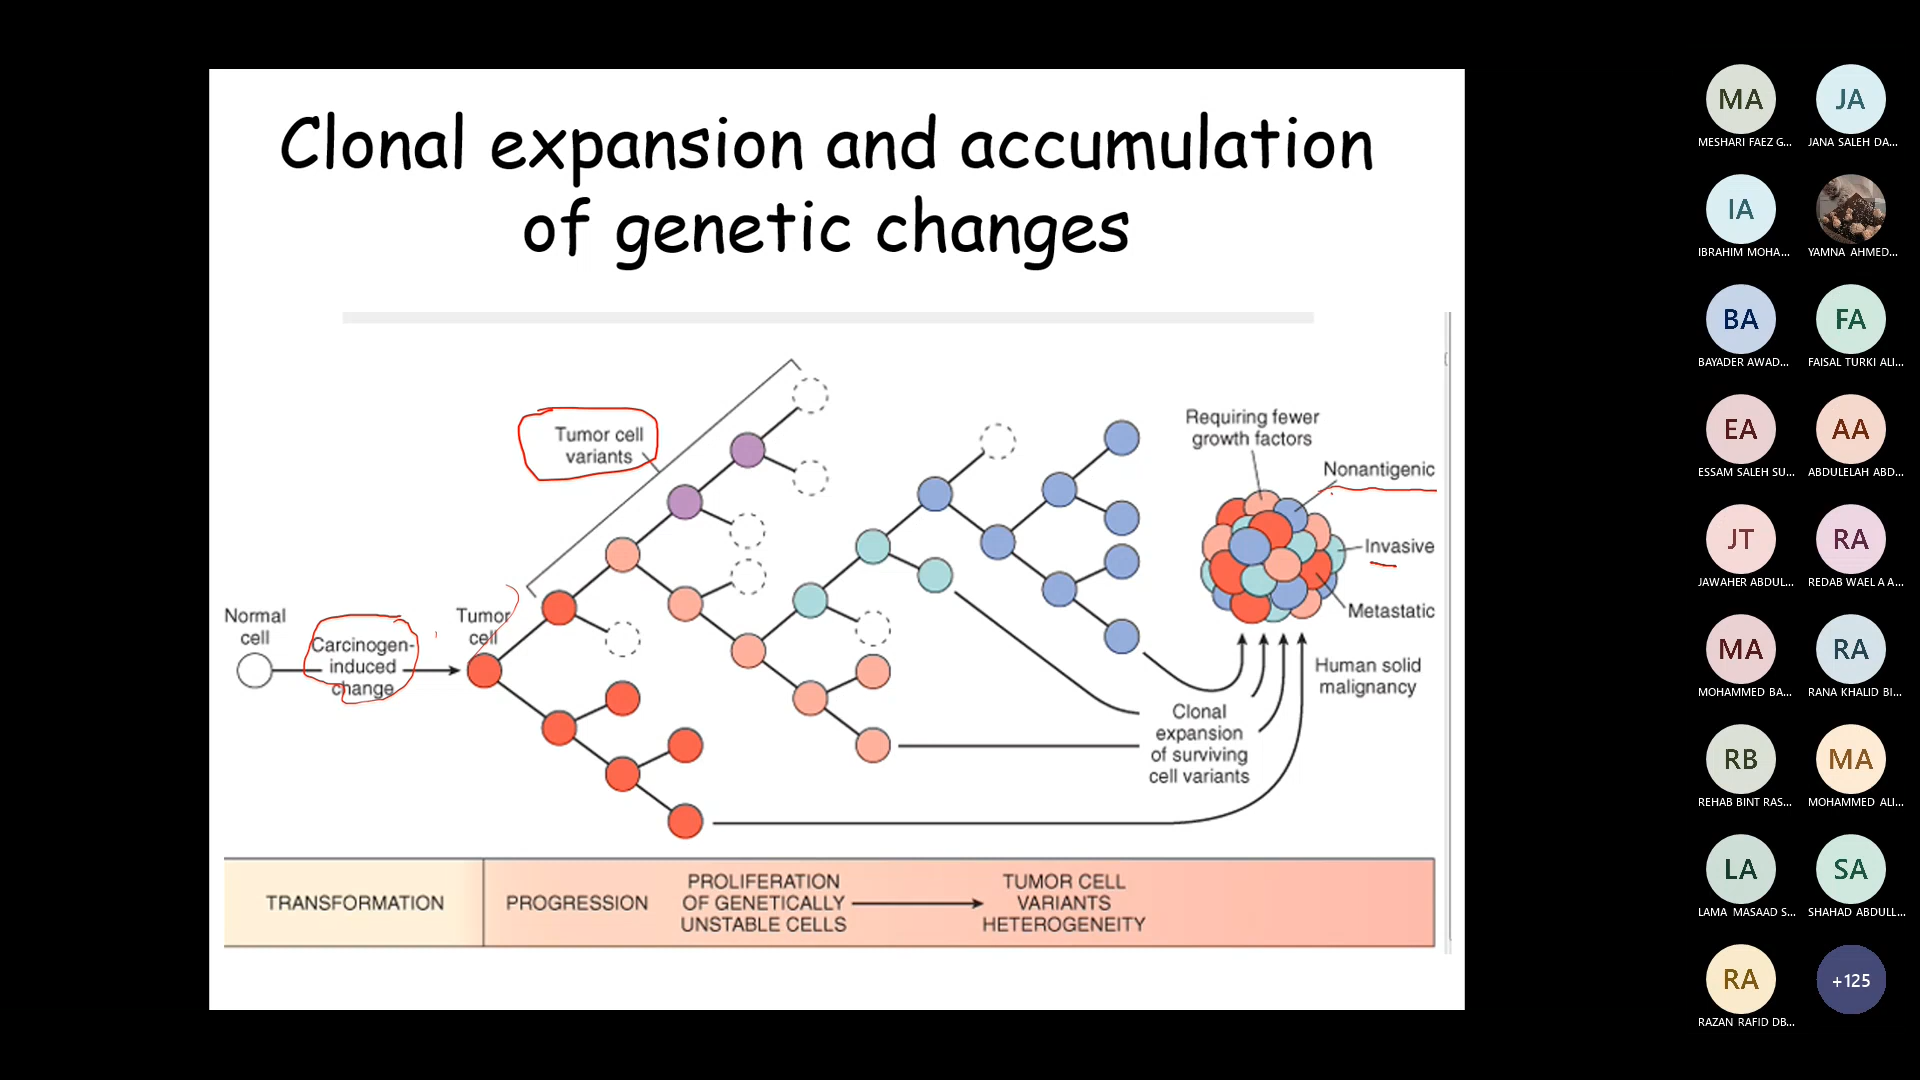 Clonal expansion and accumulation
of genetic changes
Tumor cell
variants
Requiring fewer
growth factors
Nonantigenic
Invasive
Metastatic
Normal
cell
Carcinogen-
induced
change
Tumor
cell
Human solid
malignancy
Clonal
expansion
of surviving
cell variants
TRANSFORMATION
PROGRESSION
PROLIFERATION
OF GENETICALLY
UNSTABLE CELLS
TUMOR CELL
VARIANTS
HETEROGENEITY
MA
JA
MESHARI FAEZ G...
JANA SALEH DA...
IA
IBRAHIM MOHA...
YAMNA AHMED...
BA
FA
BAYADER AWAD...
FAISAL TURKI ALI...
EA
AA
ESSAM SALEH SU...
ABDULELAH ABD...
JT
RA
JAWAHER ABDUL...
REDAB WAEL A A...
MA
RA
MOHAMMED BA...
RANA KHALID BI...
RB
MA
REHAB BINT RAS...
MOHAMMED ALI...
LA
SA
LAMA MASAAD S...
SHAHAD ABDULL...
RA
+125
RAZAN RAFID DB...